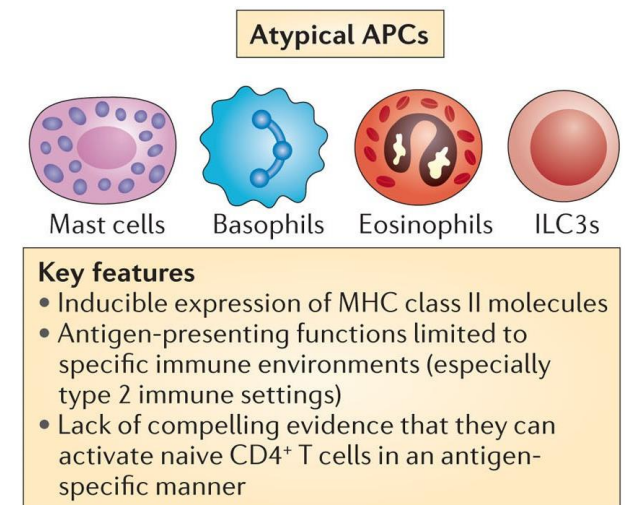 Atypical APCs
Mast cells
Basophils
Eosinophils
ILC3s
Key features
• Inducible expression of MHC class II molecules
• Antigen-presenting functions limited to
specific immune environments (especially
type 2 immune settings)
• Lack of compelling evidence that they can
activate naive CD4⁺ T cells in an antigen-
specific manner